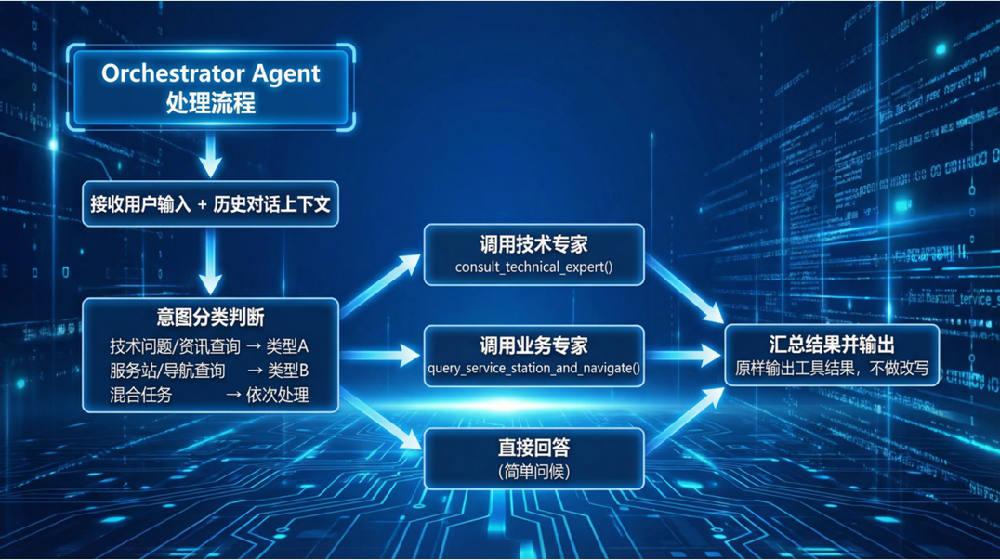 Orchestrator Agent
处理流程
接收用户输入 + 历史对话上下文
意图分类判断
技术问题/资讯查询 → 类型A
服务站/导航查询 → 类型B
混合任务 → 依次处理
调用技术专家
consult_technical_expert()
调用业务专家
query_service_station_and_navigate()
直接回答
(简单问候)
汇总结果并输出
原样输出工具结果，不做改写